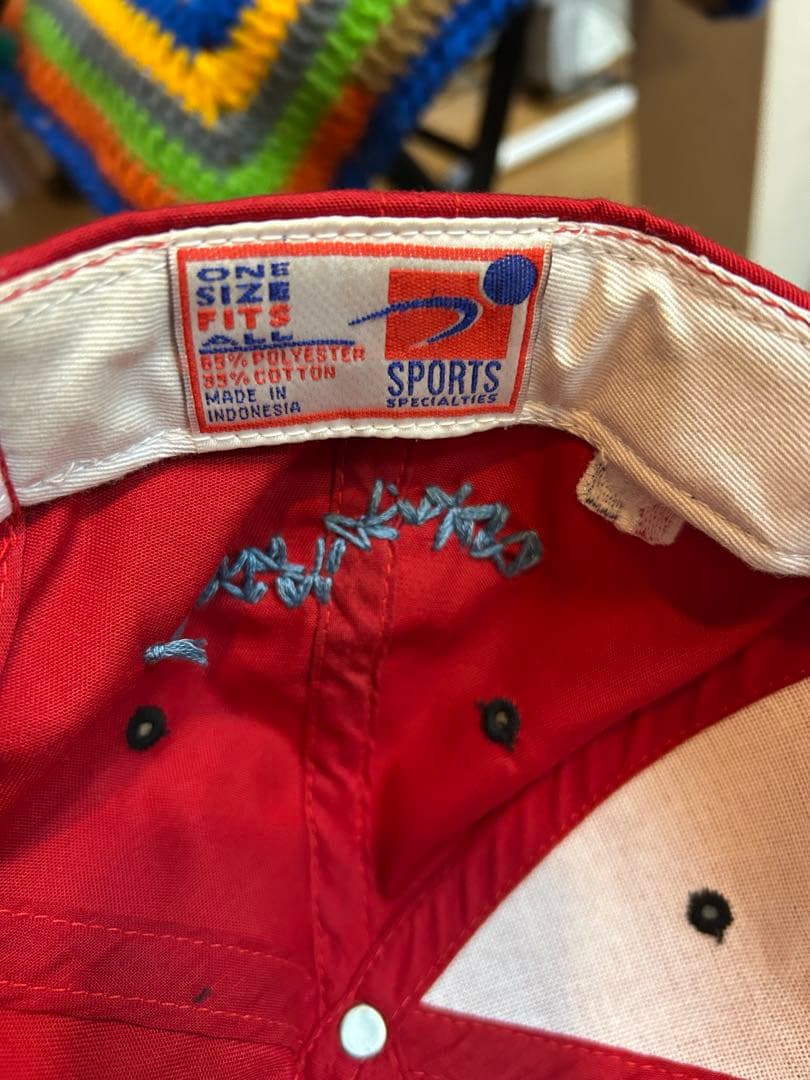 ONE
SIZE
FITS
ALL
65% POLYESTER
35% COTTON
MADE IN
INDONESIA
SPORTS
SPECIALTIES